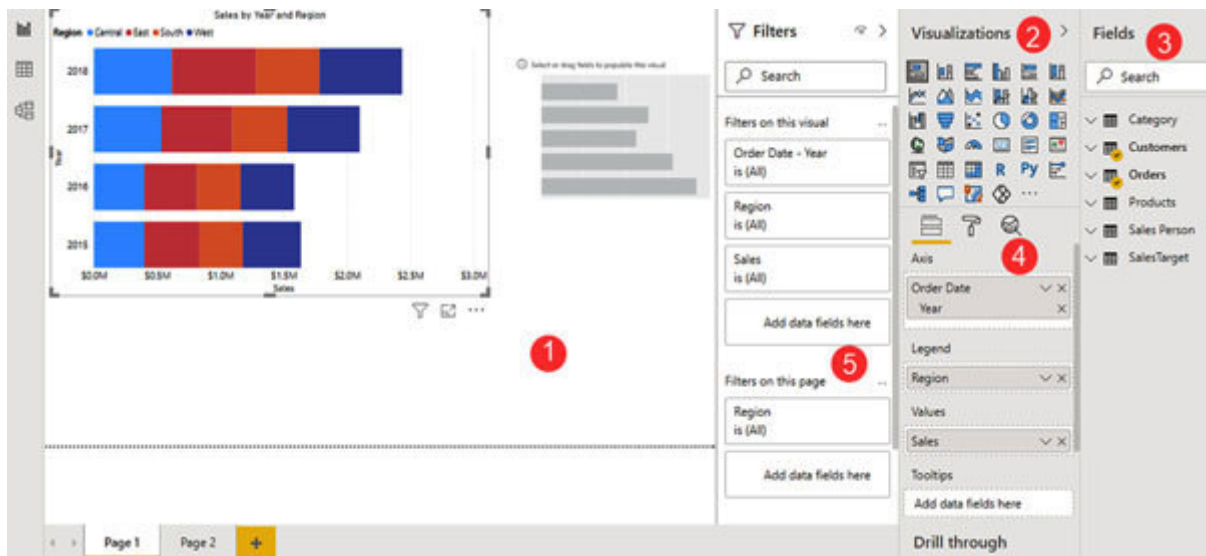 Sales by Year and Region
Region Central East South West
2018
2017
2016
2015
Year
$0.0M $0.5M $1.0M $1.5M $2.0M $2.5M $3.0M
Sales
Select or drag fields to populate this visual
1
Page 1
Page 2
+
Filters
Search
Filters on this visual
...
Order Date - Year
is (All)
Region
is (All)
Sales
is (All)
Add data fields here
5
Filters on this page
...
Region
is (All)
Add data fields here
Visualizations
2
R Py
...
4
Axis
Order Date
Year
Legend
Region
Values
Sales
Tooltips
Add data fields here
Drill through
Fields
3
Search
Category
Customers
Orders
Products
Sales Person
SalesTarget